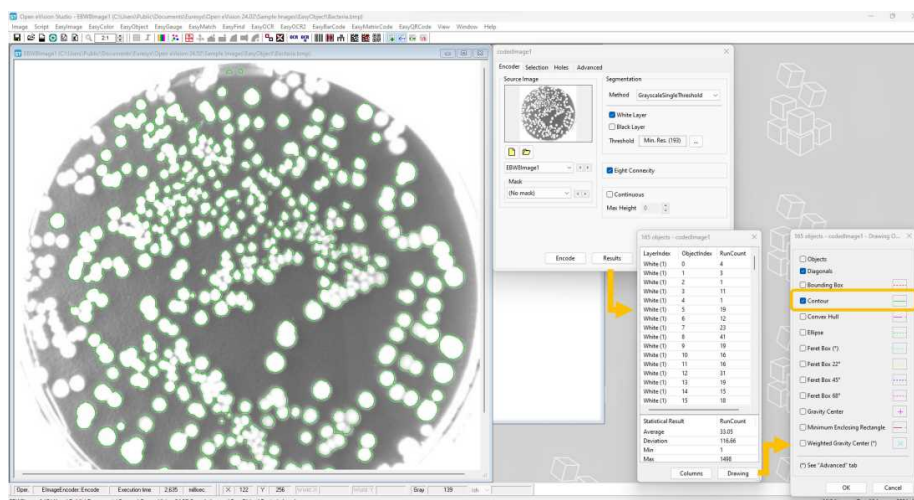 Open eVision Studio - EBWBImage1 (C:\Users\Public\Documents\Euresys\Open eVision 24.02\Sample Images\EasyObject\Bacteria.bmp)
Image Script EasyImage EasyColor EasyObject EasyGauge EasyMatch EasyFind EasyOCR EasyOCR2 EasyBarCode EasyMatrixCode EasyQRCode View Window Help
2:1
codedImage1
Encoder Selection Holes Advanced
Source Image
Segmentation
Method GrayscaleSingleThreshold
White Layer
Black Layer
Threshold Min. Res. (193) ...
EBWBImage1
Eight Connexity
Mask
(No mask)
Continuous
Max Height 0
Encode Results
165 objects - codedImage1
LayerIndex ObjectIndex RunCount
White (1) 0 4
White (1) 1 3
White (1) 2 1
White (1) 3 11
White (1) 4 1
White (1) 5 19
White (1) 6 12
White (1) 7 23
White (1) 8 41
White (1) 9 19
White (1) 10 16
White (1) 11 16
White (1) 12 31
White (1) 13 19
White (1) 14 15
White (1) 15 18
Statistical Result RunCount
Average 33.05
Deviation 116.66
Min 1
Max 1498
Columns Drawing
165 objects - codedImage1 - Drawing O...
Objects
Diagonals
Bounding Box
Contour
Convex Hull
Ellipse
Feret Box (*)
Feret Box 22°
Feret Box 45°
Feret Box 68°
Gravity Center
Minimum Enclosing Rectangle
Weighted Gravity Center (*)
(*) See "Advanced" tab
OK Cancel
Oper. EImageEncoder::Encode Execution time 2.635 millisec. X 122 Y 256 Gray 139